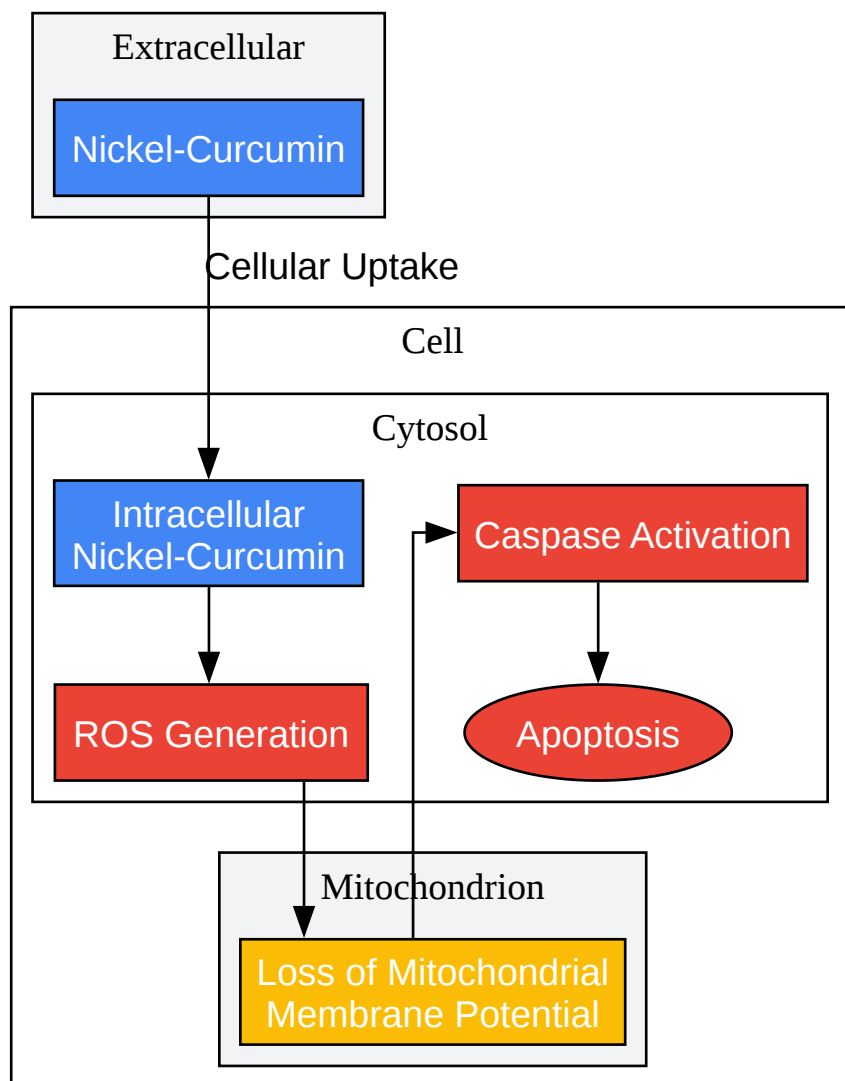 Extracellular
Nickel-Curcumin
Cellular Uptake
Cell
Cytosol
Intracellular
Nickel-Curcumin
Caspase Activation
ROS Generation
Apoptosis
Mitochondrion
Loss of Mitochondrial
Membrane Potential